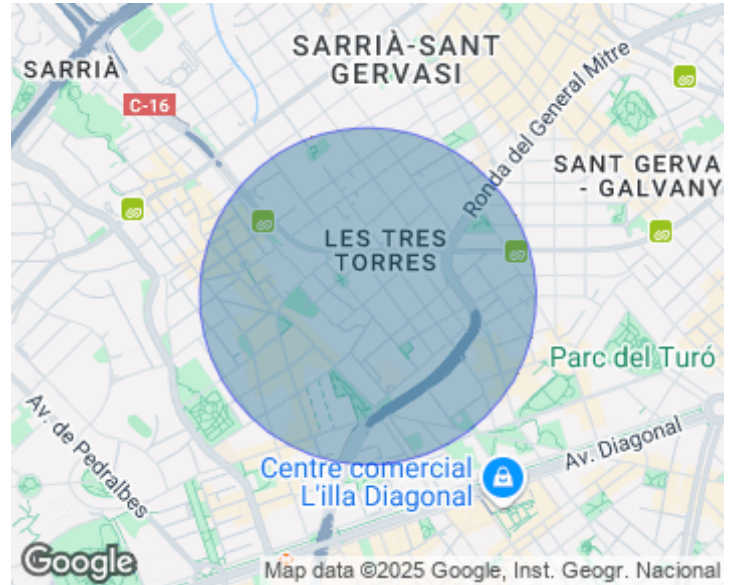 SARRIÀ-SANT
GERVASI
SARRIÀ
C-16
Ronda del General Mitre
SANT GERVA
- GALVANY
LES TRES
TORRES
Parc del Turó
Av. de Pedralbes
Av. Diagonal
Centre comercial
L'illa Diagonal
Google
Map data ©2025 Google, Inst. Geogr. Nacional